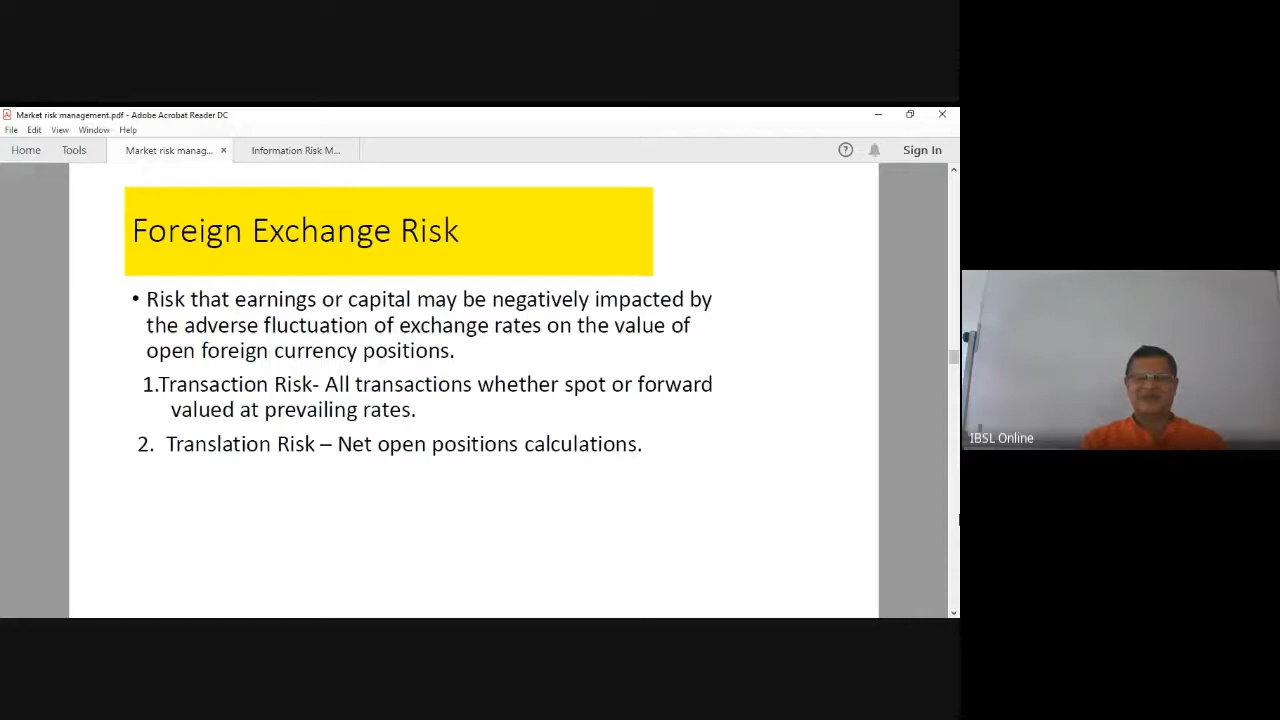 Market risk management.pdf - Adobe Acrobat Reader DC
File Edit View Window Help
Home Tools Market risk manag... × Information Risk M... ? Sign In
Foreign Exchange Risk
• Risk that earnings or capital may be negatively impacted by
the adverse fluctuation of exchange rates on the value of
open foreign currency positions.
1.Transaction Risk- All transactions whether spot or forward
valued at prevailing rates.
2. Translation Risk – Net open positions calculations.
IBSL Online